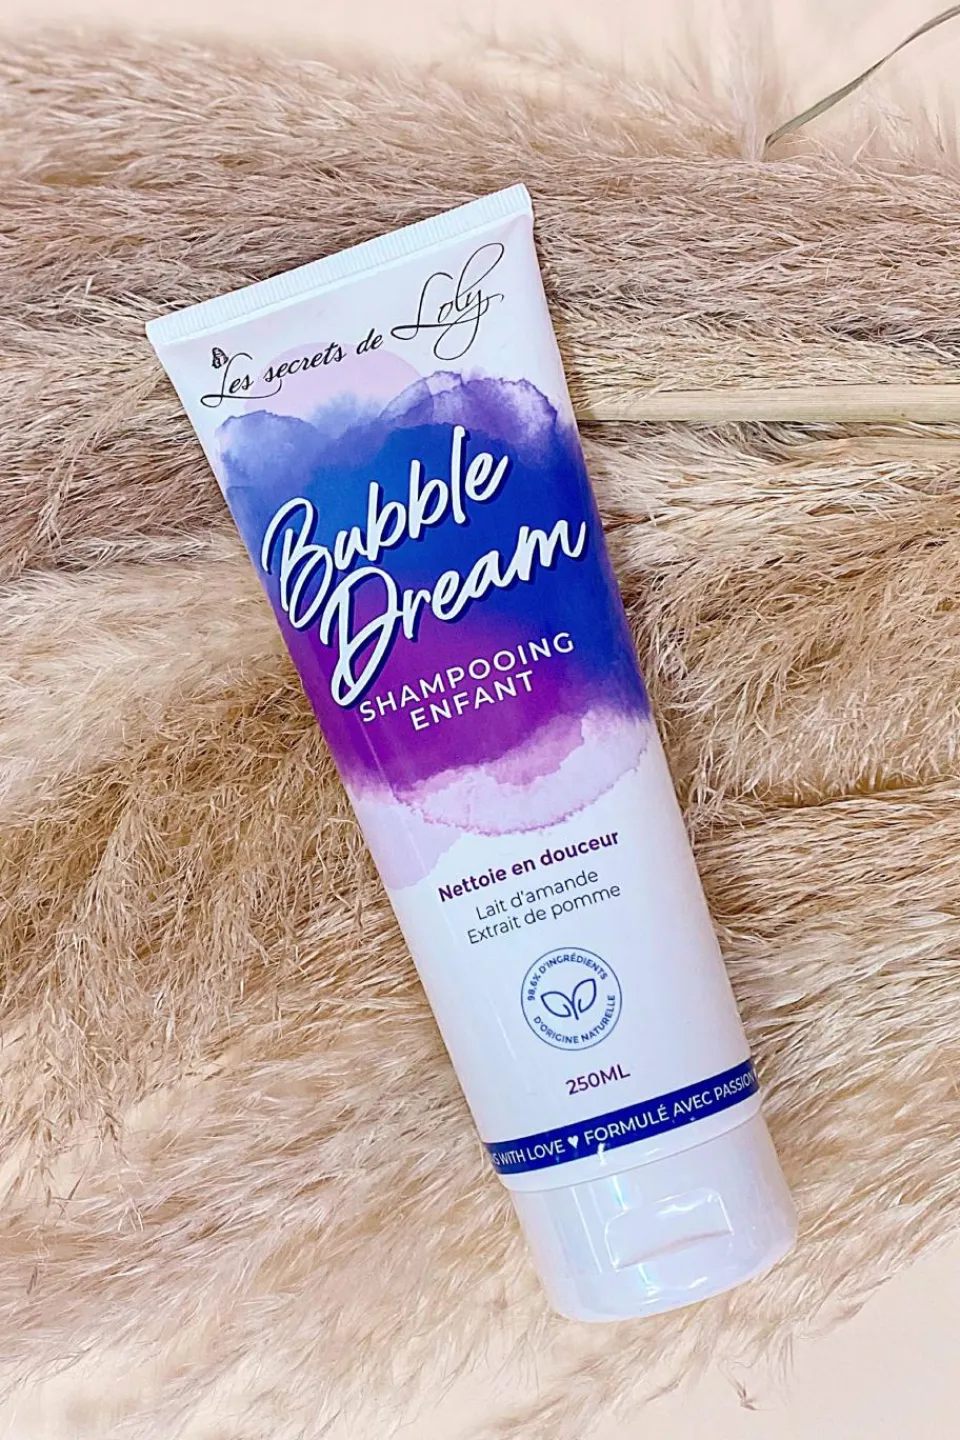 Les secrets de Loly
Bubble
Dream
SHAMPOOING
ENFANT
Nettoie en douceur
Lait d'amande
Extrait de pomme
98,6% D'INGRÉDIENTS
D'ORIGINE NATURELLE
250ML
WITH LOVE ♥ FORMULÉ AVEC PASSION